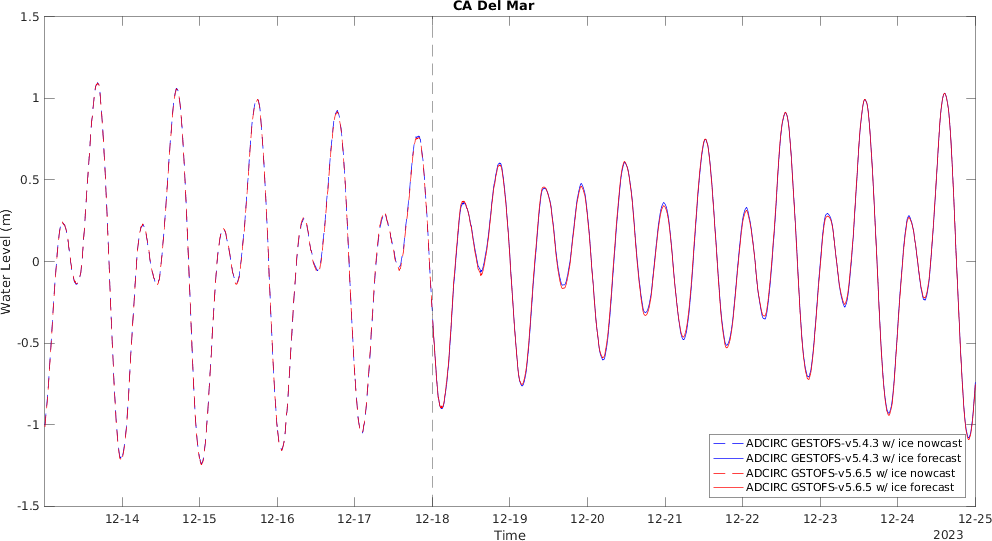 CA Del Mar
Water Level (m)
1.5
1
0.5
0
-0.5
-1
-1.5
ADCIRC GESTOFS-v5.4.3 w/ ice nowcast
ADCIRC GESTOFS-v5.4.3 w/ ice forecast
ADCIRC GSTOFS-v5.6.5 w/ ice nowcast
ADCIRC GSTOFS-v5.6.5 w/ ice forecast
12-14 12-15 12-16 12-17 12-18 12-19 12-20 12-21 12-22 12-23 12-24 12-25
Time
2023